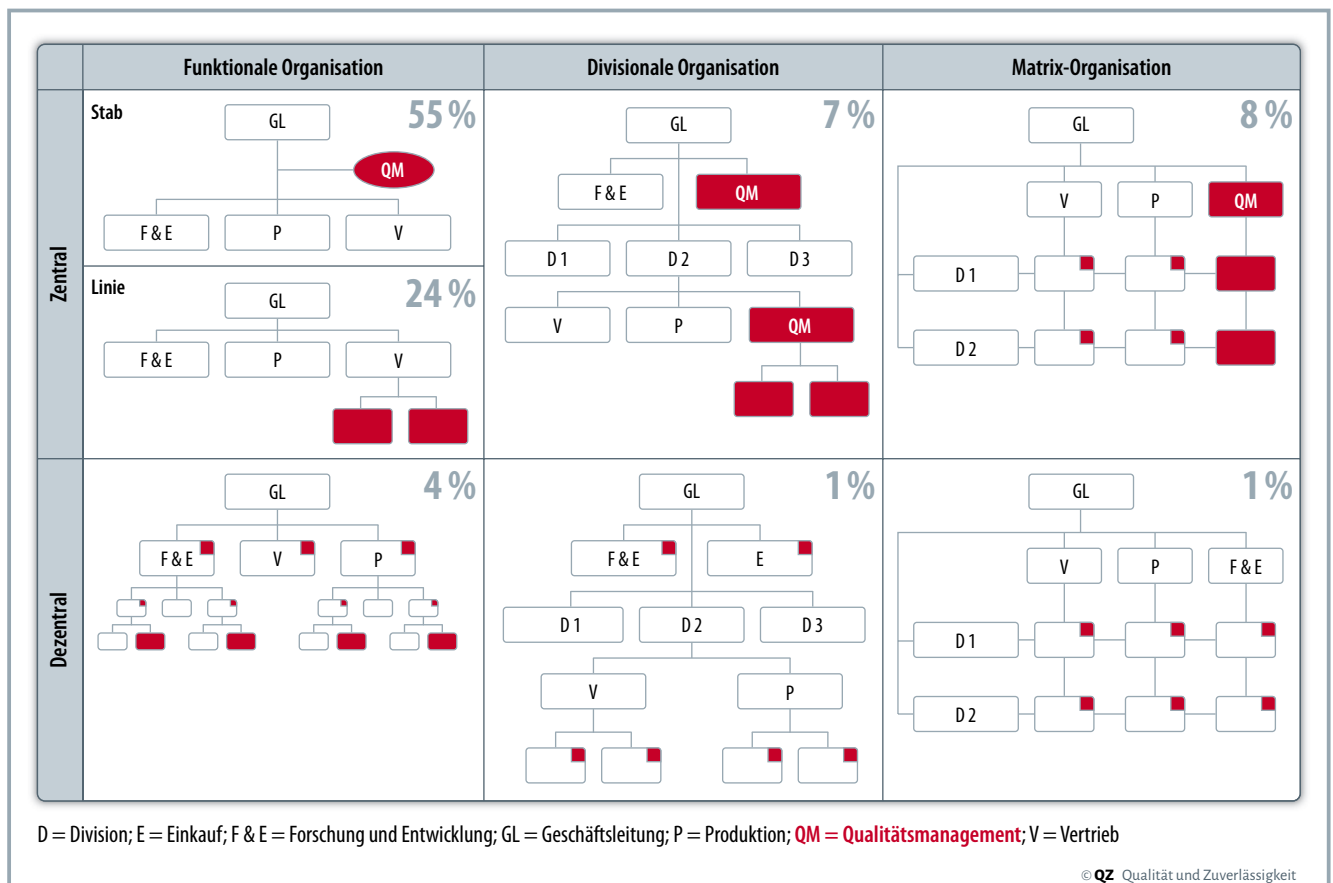 Funktionale Organisation
Divisionale Organisation
Matrix-Organisation
Zentral
Stab
55 %
GL
QM
F & E
P
V
Linie
24 %
GL
F & E
P
V
7 %
GL
F & E
QM
D 1
D 2
D 3
V
P
QM
8 %
GL
V
P
QM
D 1
D 2
Dezentral
4 %
GL
F & E
V
P
1 %
GL
F & E
E
D 1
D 2
D 3
V
P
1 %
GL
V
P
F & E
D 1
D 2
D = Division; E = Einkauf; F & E = Forschung und Entwicklung; GL = Geschäftsleitung; P = Produktion; QM = Qualitätsmanagement; V = Vertrieb
© QZ Qualität und Zuverlässigkeit